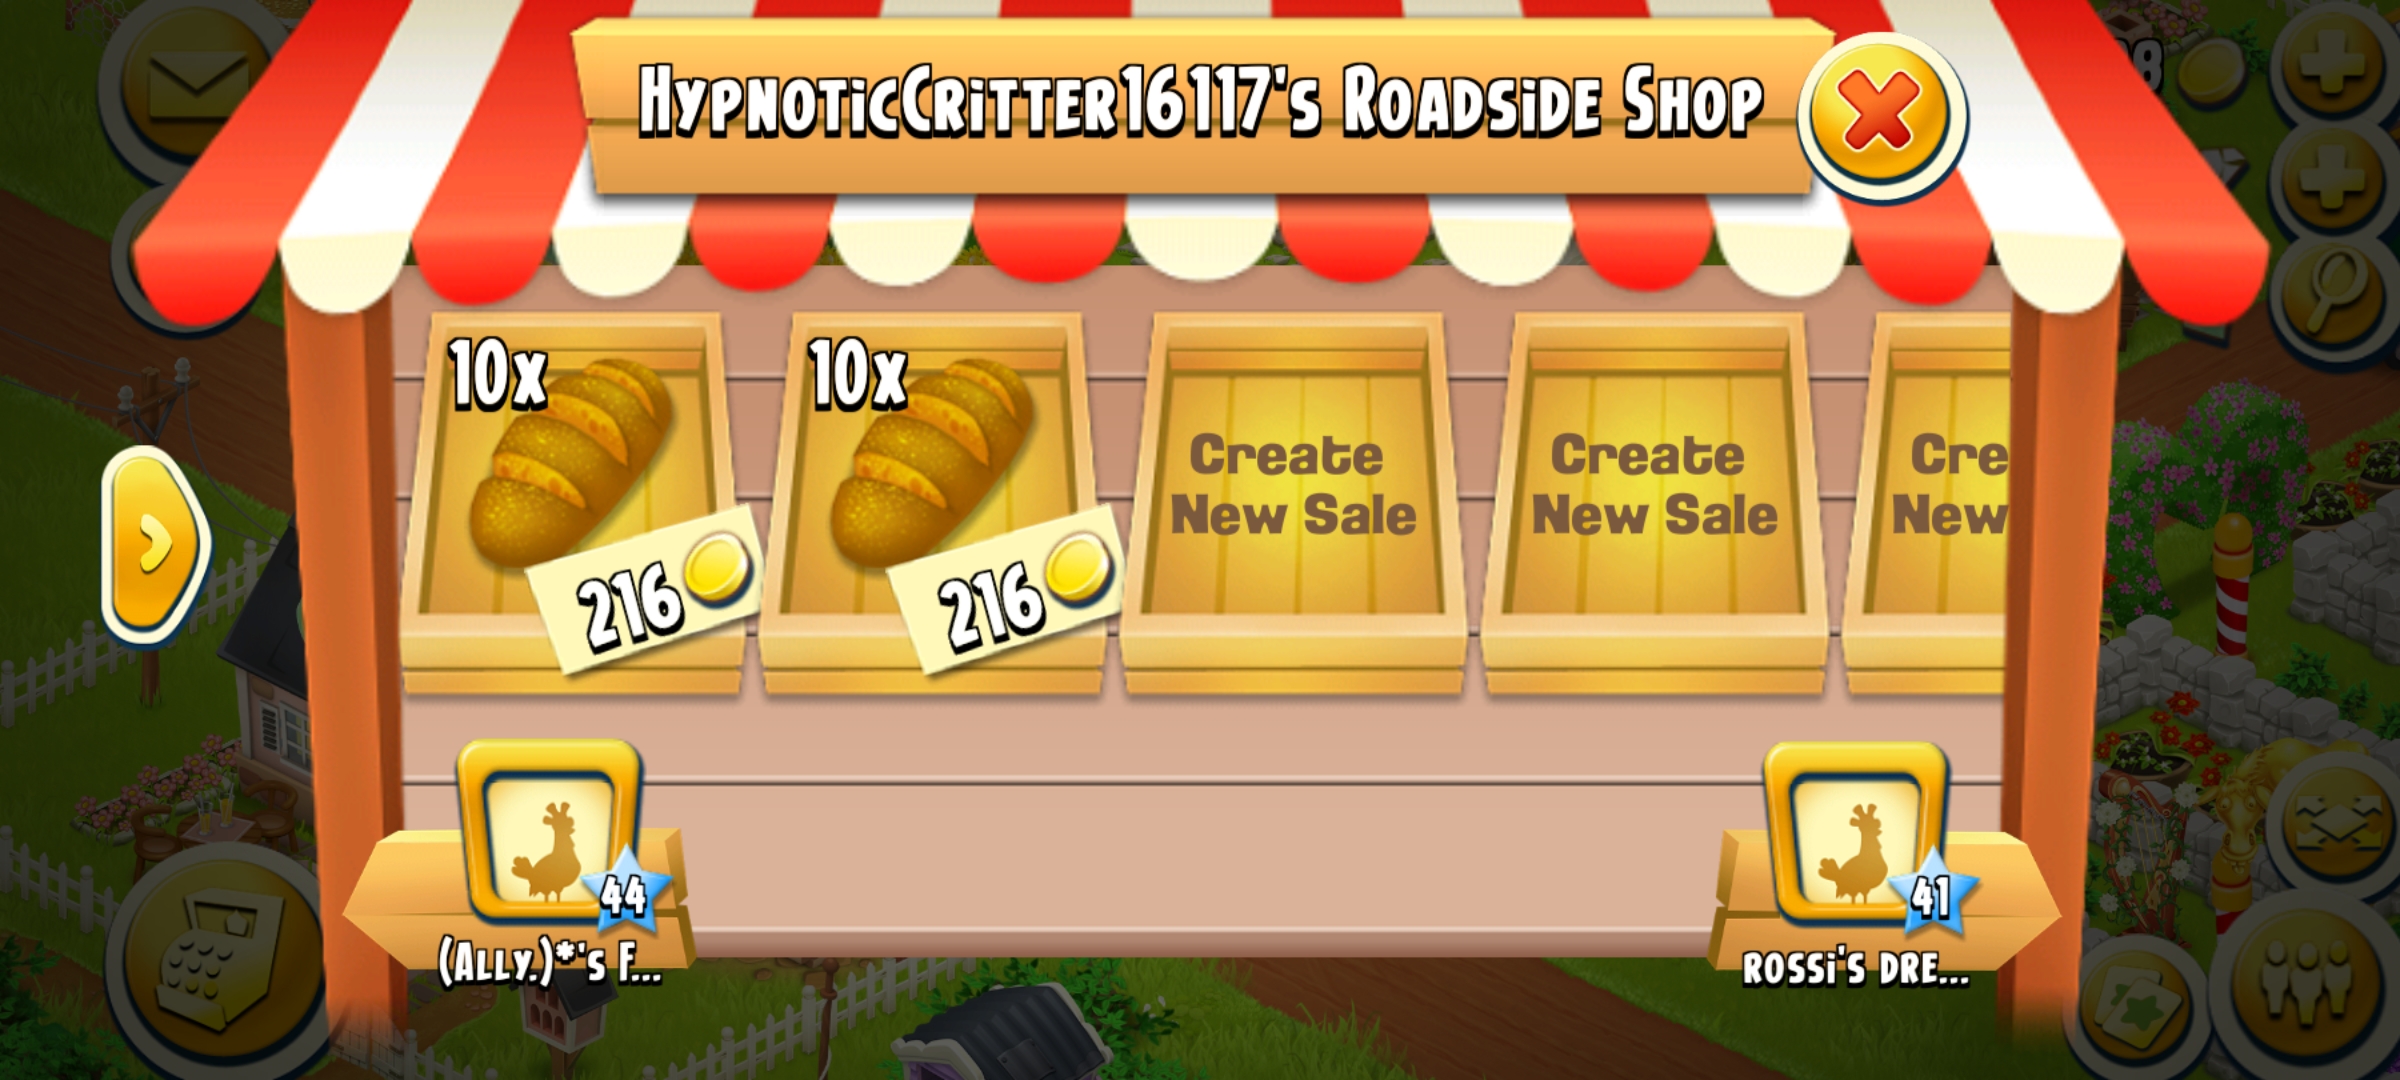 HypnoticCritter16117's Roadside Shop
10x
10x
Create
New Sale
Create
New Sale
Cre
New
216
216
44
41
(Ally.)*'s F...
ROSSi'S DRE...